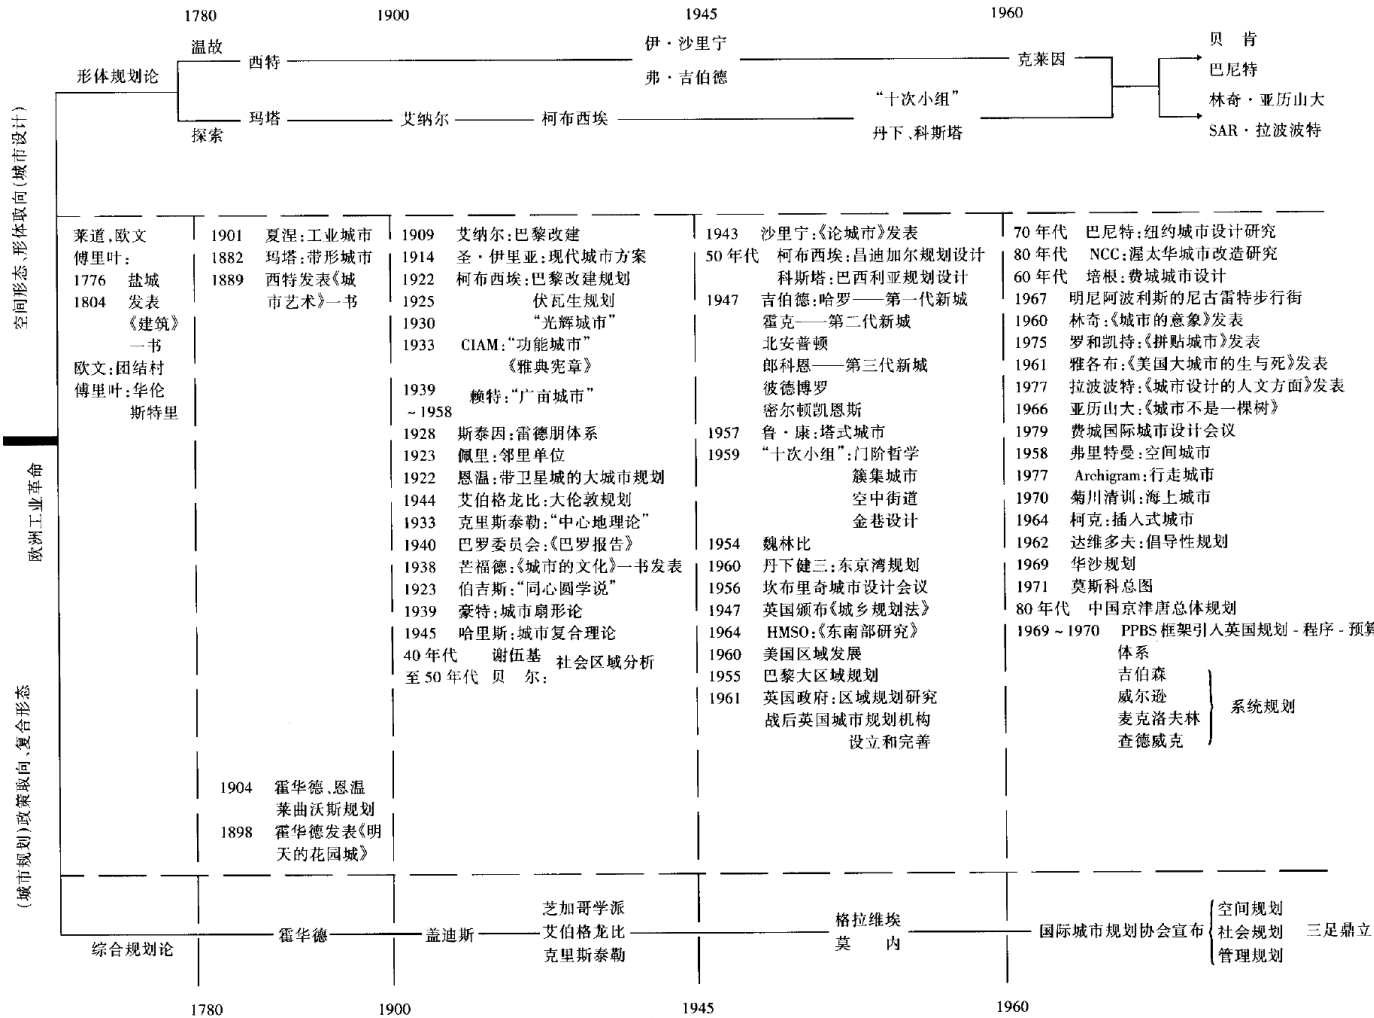 1780 1900 1945 1960
温故
西特
伊·沙里宁
弗·吉伯德
克莱因
形体规划论
探索
玛塔
艾纳尔
柯布西埃
“十次小组”
丹下、科斯塔
贝 肯
巴尼特
林奇·亚历山大
SAR·拉波波特
空间形态,形体取向(城市设计)
欧洲工业革命
(城市规划)政策取向、复合形态
莱道,欧文
傅里叶:
1776 盐城
1804 发表
《建筑》
一书
欧文:团结村
傅里叶:华伦
斯特里
1901 夏涅:工业城市
1882 玛塔:带形城市
1889 西特发表《城
市艺术》一书
1904 霍华德、恩温
莱曲沃斯规划
1898 霍华德发表《明
天的花园城》
1909 艾纳尔:巴黎改建
1914 圣·伊里亚:现代城市方案
1922 柯布西埃:巴黎改建规划
1925 伏瓦生规划
1930 “光辉城市”
1933 CIAM:“功能城市”
《雅典宪章》
1939
~1958
赖特:“广亩城市”
1928 斯泰因:雷德朋体系
1923 佩里:邻里单位
1922 恩温:带卫星城的大城市规划
1944 艾伯格龙比:大伦敦规划
1933 克里斯泰勒:“中心地理论”
1940 巴罗委员会:《巴罗报告》
1938 芒福德:《城市的文化》一书发表
1923 伯吉斯:“同心圆学说”
1939 豪特:城市扇形论
1945 哈里斯:城市复合理论
40年代 谢伍基
至50年代 贝 尔:
社会区域分析
1943 沙里宁:《论城市》发表
50年代 柯布西埃:昌迪加尔规划设计
科斯塔:巴西利亚规划设计
1947 吉伯德:哈罗——第一代新城
霍克——第二代新城
北安普顿
郎科恩——第三代新城
彼德博罗
密尔顿凯恩斯
1957 鲁·康:塔式城市
1959 “十次小组”:门阶哲学
簇集城市
空中街道
金巷设计
1954 魏林比
1960 丹下健三:东京湾规划
1956 坎布里奇城市设计会议
1947 英国颁布《城乡规划法》
1964 HMSO:《东南部研究》
1960 美国区域发展
1955 巴黎大区域规划
1961 英国政府:区域规划研究
战后英国城市规划机构
设立和完善
70年代 巴尼特:纽约城市设计研究
80年代 NCC:渥太华城市改造研究
60年代 培根:费城城市设计
1967 明尼阿波利斯的尼古雷特步行街
1960 林奇:《城市的意象》发表
1975 罗和凯特:《拼贴城市》发表
1961 雅各布:《美国大城市的生与死》发表
1977 拉波波特:《城市设计的人文方面》发表
1966 亚历山大:《城市不是一棵树》
1979 费城国际城市设计会议
1958 弗里特曼:空间城市
1977 Archigram:行走城市
1970 菊川清训:海上城市
1964 柯克:插入式城市
1962 达维多夫:倡导性规划
1969 华沙规划
1971 莫斯科总图
80年代 中国京津唐总体规划
1969~1970 PPBS框架引入英国规划-程序-预算
体系
吉伯森
威尔逊
麦克洛夫林
查德威克
系统规划
综合规划论
霍华德
盖迪斯
芝加哥学派
艾伯格龙比
克里斯泰勒
格拉维埃
莫 内
国际城市规划协会宣布
空间规划
社会规划
管理规划
三足鼎立
1780 1900 1945 1960